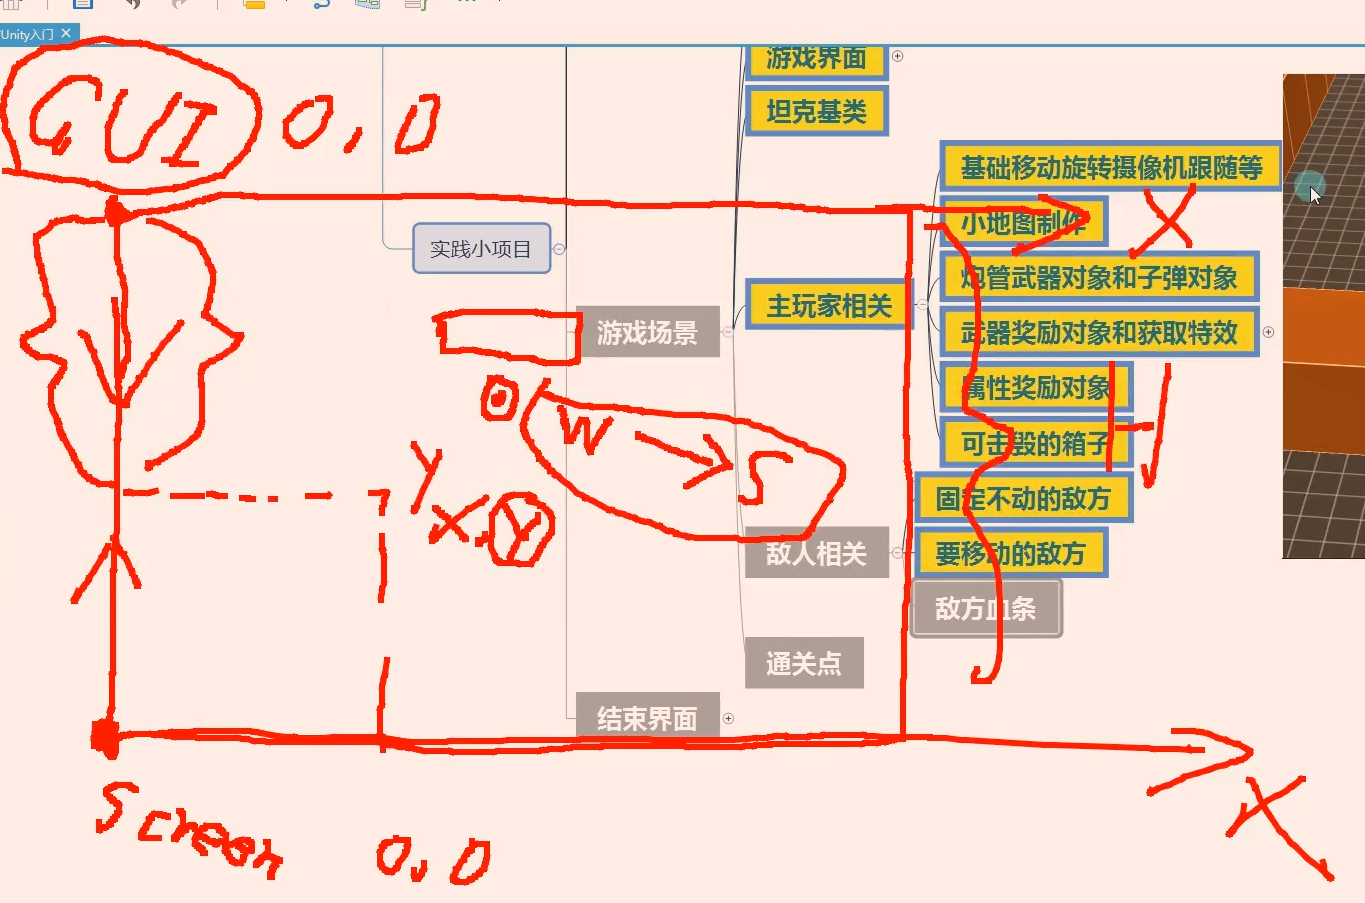 Unity入门
GUI 0,0
游戏界面
坦克基类
基础移动旋转摄像机跟随等
小地图制作
X
炮管武器对象和子弹对象
实践小项目
主玩家相关
游戏场景
武器奖励对象和获取特效
属性奖励对象
W
S
可击毁的箱子
Y
X.Y
固定不动的敌方
敌人相关
要移动的敌方
敌方血条
通关点
结束界面
X
Screen 0,0